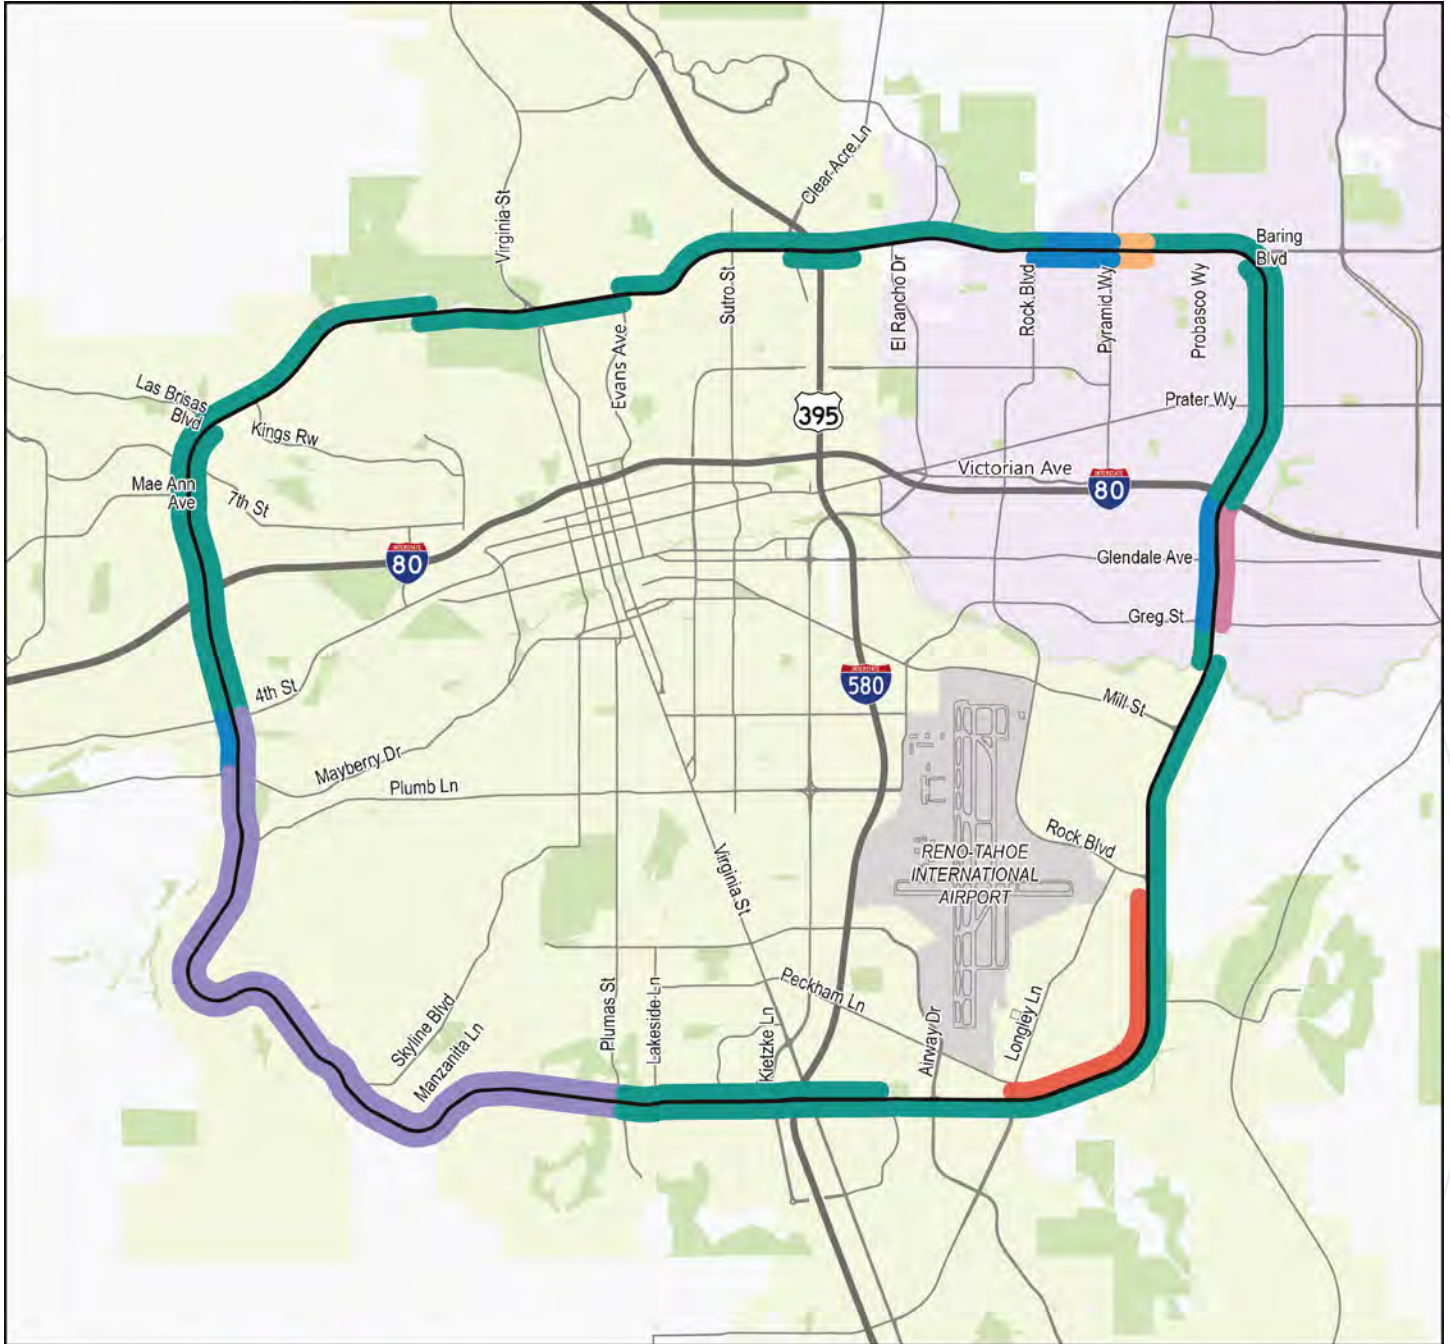 Clear Acre Ln
Virginia St
Baring
Blvd
Sutro St
El Rancho Dr
Rock Blvd
Pyramid Wy
Probasco Wy
Evans Ave
Las Brisas
Blvd
Kings Rw
395
Prater Wy
Mae Ann
Ave
7th St
Victorian Ave
INTERSTATE
80
INTERSTATE
80
Glendale Ave
Greg St
INTERSTATE
580
4th St
Mill St
Mayberry Dr
Plumb Ln
Rock Blvd
RENO-TAHOE
INTERNATIONAL
AIRPORT
Virginia St
Peckham Ln
Skyline Blvd
Manzanita Ln
Plumas St
Lakeside Ln
Kietzke Ln
Airway Dr
Longley Ln